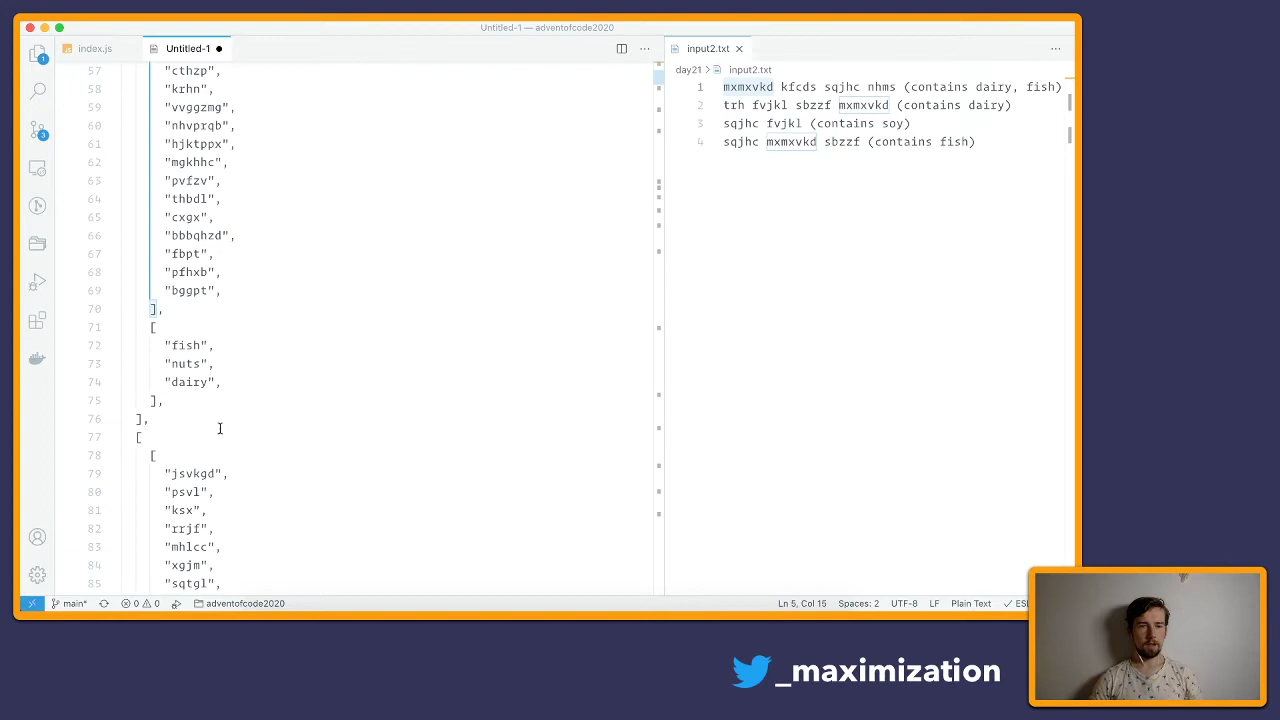 Untitled-1 — adventofcode2020
index.js
Untitled-1
input2.txt
day21 > input2.txt
57 "cthzp",
58 "krhn",
59 "vvggzmg",
60 "nhvprqb",
61 "hjktppx",
62 "mgkhhc",
63 "pvfzv",
64 "thbdl",
65 "cxgx",
66 "bbbqhzd",
67 "fbpt",
68 "pfhxb",
69 "bggpt",
70 ],
71 [
72 "fish",
73 "nuts",
74 "dairy",
75 ],
76 ],
77 [
78 [
79 "jsvkgd",
80 "psvl",
81 "ksx",
82 "rrjf",
83 "mhlcc",
84 "xgjm",
85 "sqtgl",
1 mxmxvkd kfcds sqjhc nhms (contains dairy, fish)
2 trh fvjkl sbzzf mxmxvkd (contains dairy)
3 sqjhc fvjkl (contains soy)
4 sqjhc mxmxvkd sbzzf (contains fish)
1
3
main*
0 0
adventofcode2020
Ln 5, Col 15
Spaces: 2
UTF-8
LF
Plain Text
_maximization